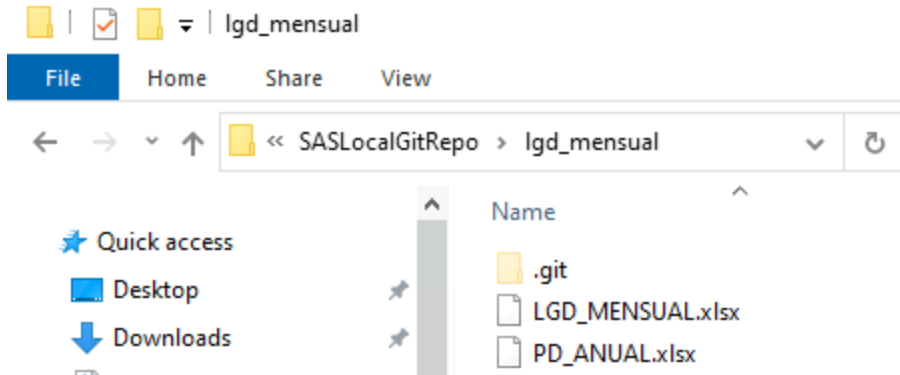 lgd_mensual
File Home Share View
« SASLocalGitRepo > lgd_mensual
Name
Quick access
.git
Desktop
LGD_MENSUAL.xlsx
Downloads
PD_ANUAL.xlsx